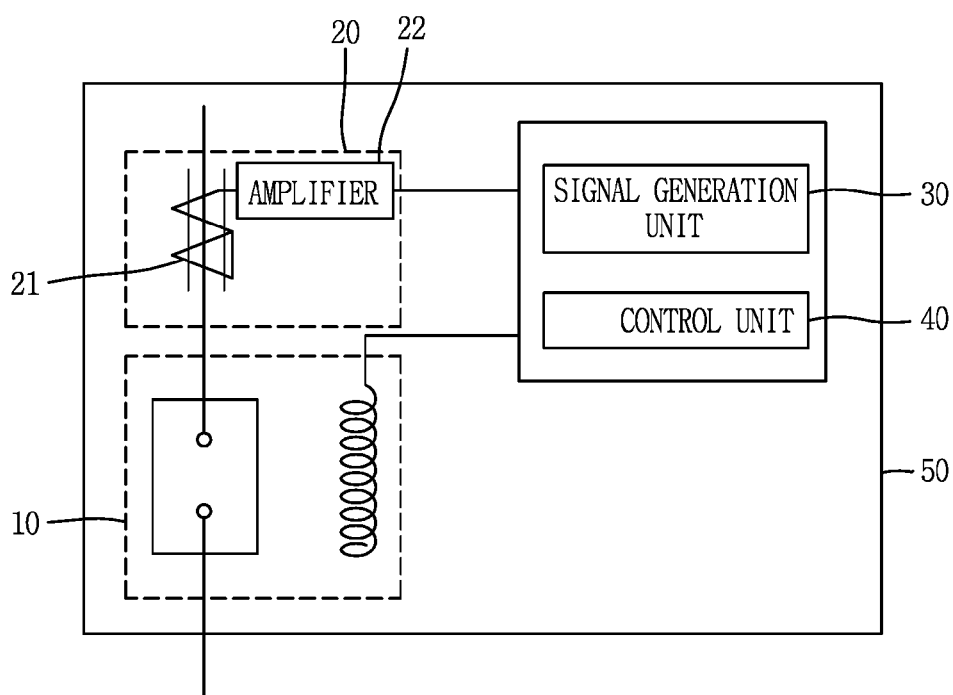 20
22
AMPLIFIER
SIGNAL GENERATION
UNIT
30
21
CONTROL UNIT
40
50
10